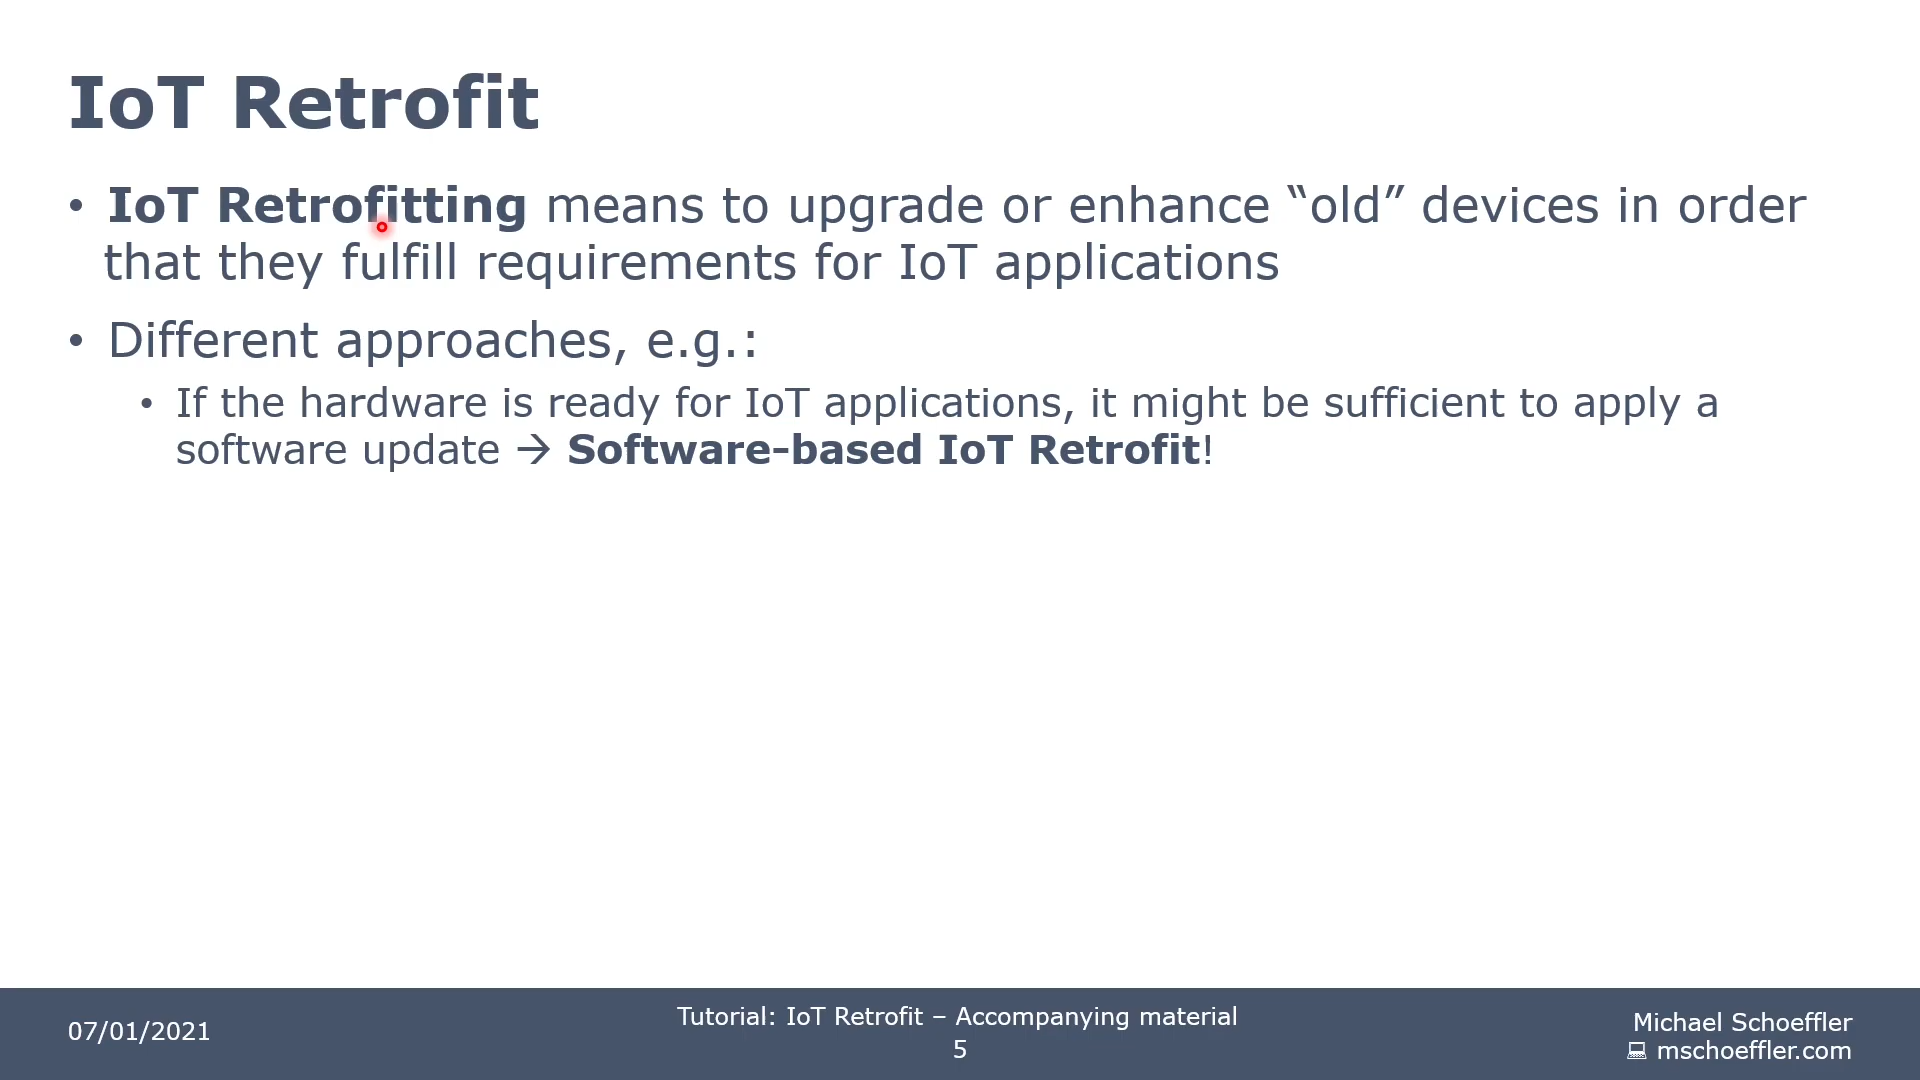 IoT Retrofit
• IoT Retrofitting means to upgrade or enhance “old” devices in order
that they fulfill requirements for IoT applications
• Different approaches, e.g.:
• If the hardware is ready for IoT applications, it might be sufficient to apply a
software update → Software-based IoT Retrofit!
07/01/2021
Tutorial: IoT Retrofit – Accompanying material
5
Michael Schoeffler
💻 mschoeffler.com